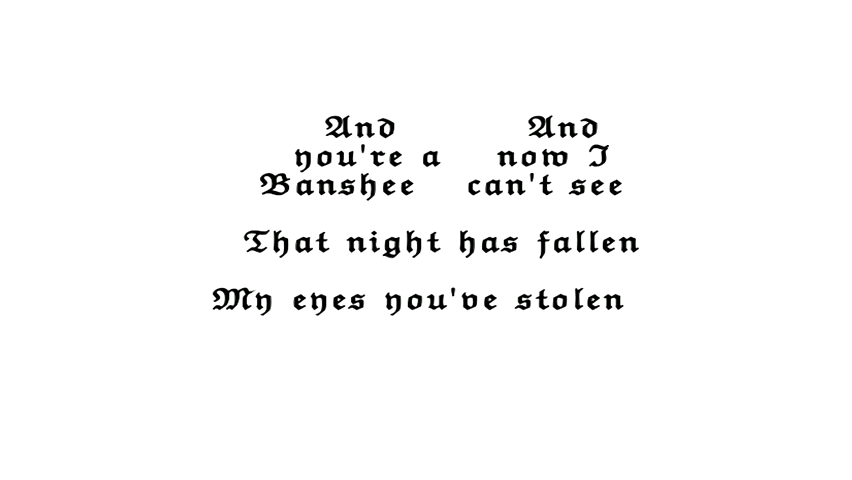 And
you're a
Banshee
And
now I
can't see
That night has fallen
My eyes you've stolen